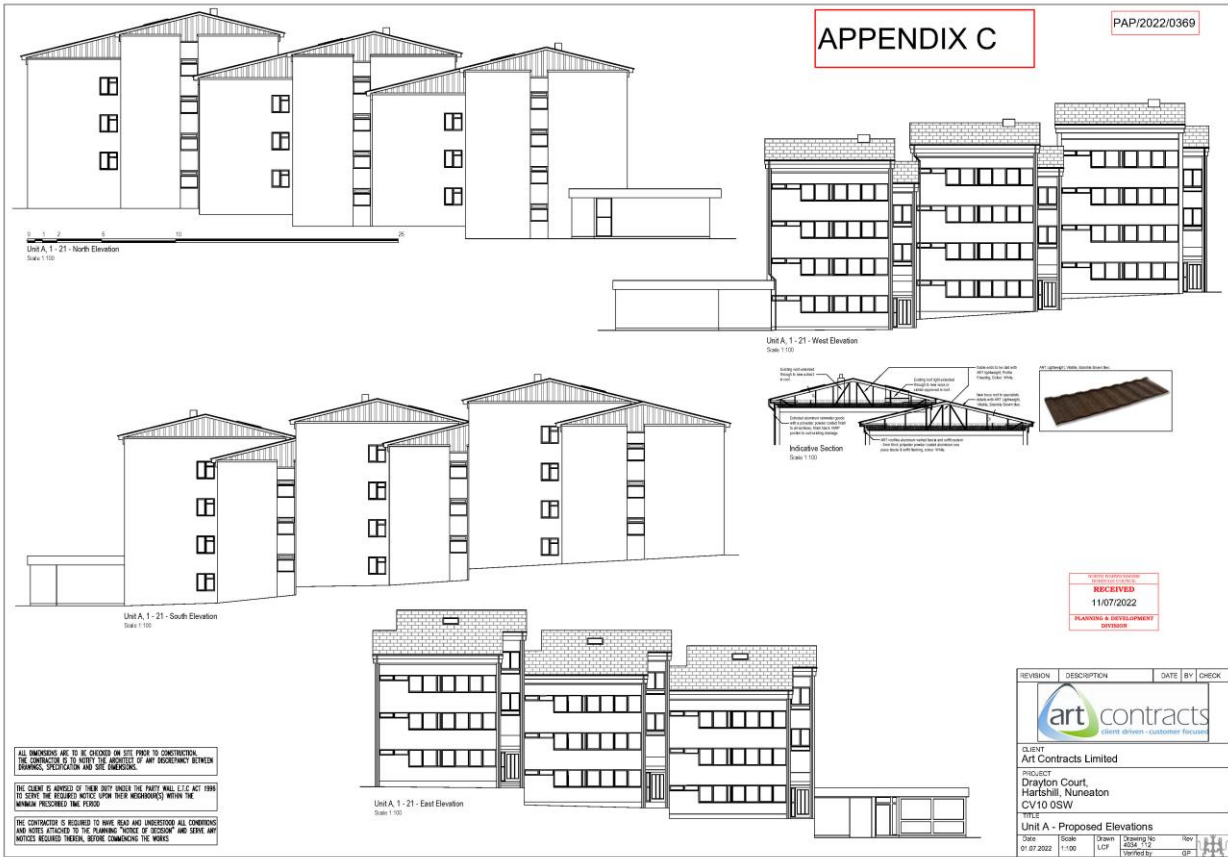 APPENDIX C
PAP/2022/0369
0 1 2 10
Unit A, 1 - 21 - North Elevation
Scale 1:100
Unit A, 1 - 21 - West Elevation
Scale 1:100
Indicative Section
Scale 1:100
Unit A, 1 - 21 - South Elevation
Scale 1:100
RECEIVED
11/07/2022
PLANNING & DEVELOPMENT
DIVISION
Unit A, 1 - 21 - East Elevation
Scale 1:100
ALL DIMENSIONS ARE TO BE CHECKED ON SITE PRIOR TO CONSTRUCTION.
THE CONTRACTOR IS TO NOTIFY THE ARCHITECT OF ANY DISCREPANCY BETWEEN
DRAWINGS, SPECIFICATION AND SITE DIMENSIONS.
THE CLIENT IS ADVISED OF THEIR DUTY UNDER THE PARTY WALL E.T.C ACT 1996
TO SERVE THE REQUIRED NOTICE UPON THEIR NEIGHBOUR(S) WITHIN THE
MINIMUM PRESCRIBED TIME PERIOD
THE CONTRACTOR IS REQUIRED TO HAVE READ AND UNDERSTOOD ALL CONDITIONS
AND NOTES ATTACHED TO THE PLANNING "NOTICE OF DECISION" AND SERVE ANY
NOTICES REQUIRED THEREIN, BEFORE COMMENCING THE WORKS
REVISION DESCRIPTION DATE BY CHECK
art contracts
client driven - customer focused
CLIENT
Art Contracts Limited
PROJECT
Drayton Court,
Hartshill, Nuneaton
CV10 0SW
TITLE
Unit A - Proposed Elevations
Date Scale Drawn Drawing No Rev
01.07.2022 1:100 LCF 4034_112
Verified by GP